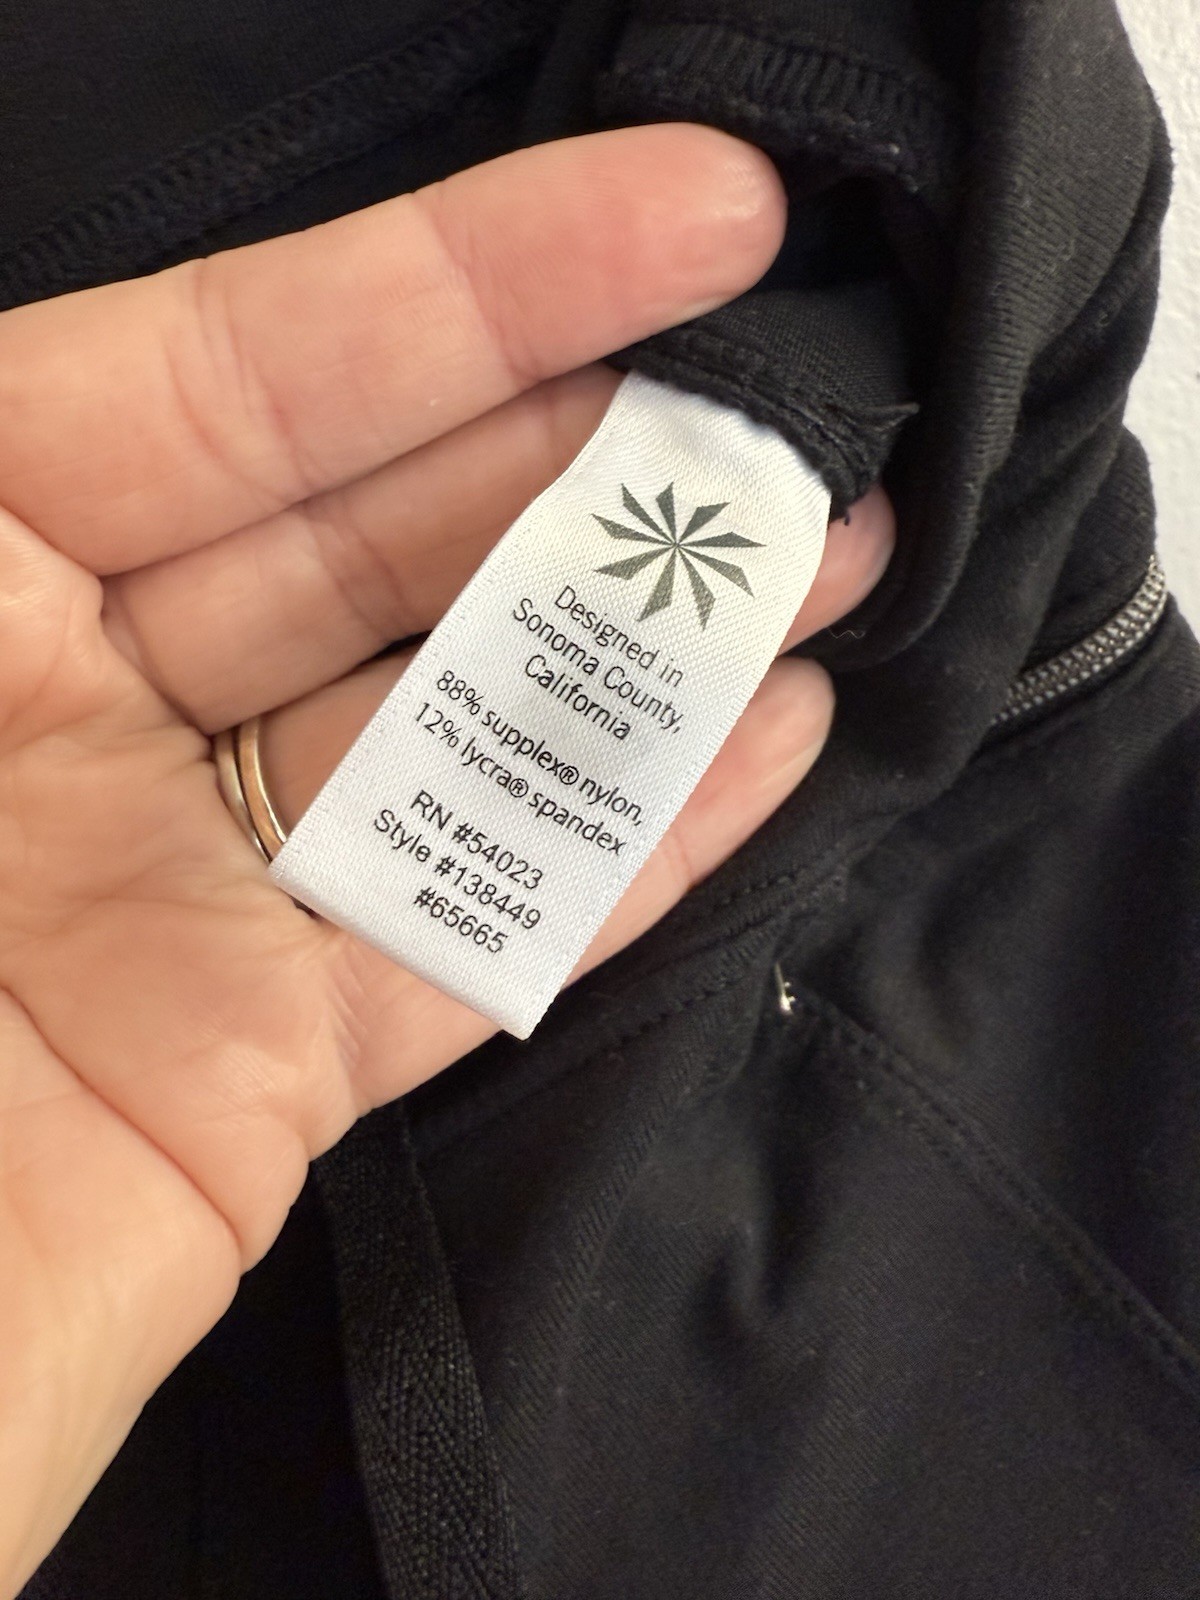 Designed in
Sonoma County,
California
88% supplex® nylon,
12% lycra® spandex
RN #54023
Style #138449
#65665